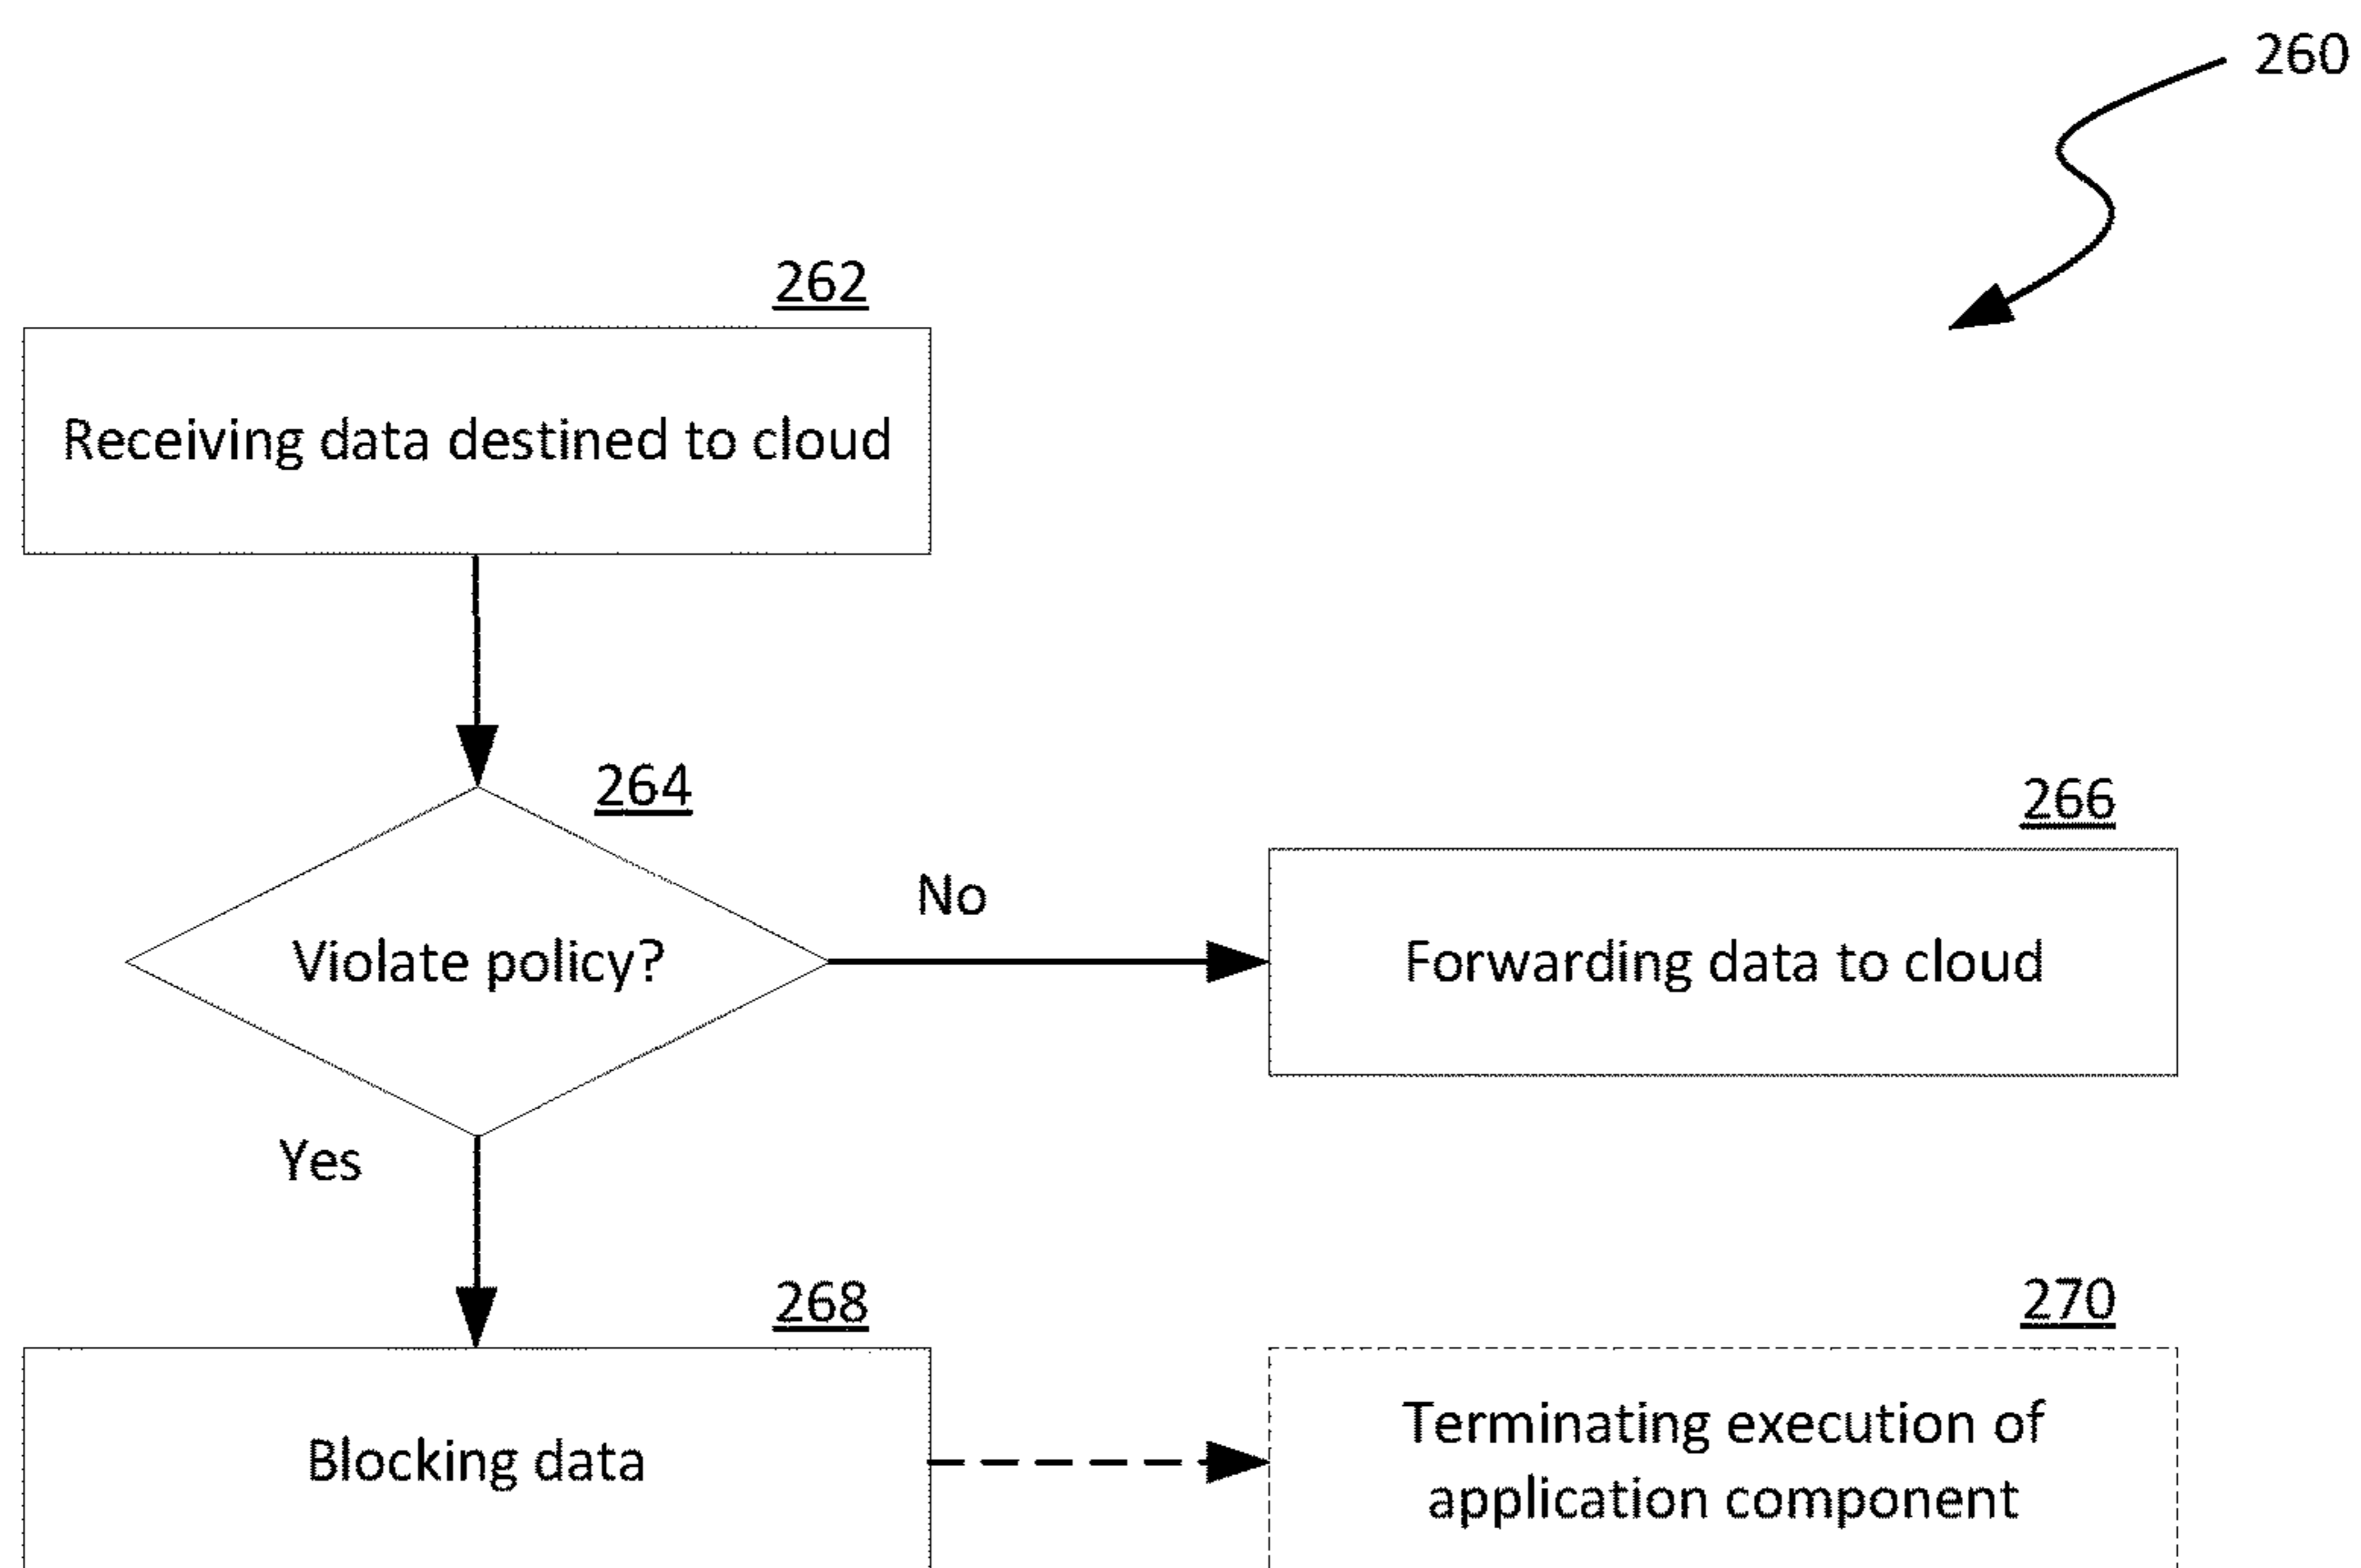 260
262
Receiving data destined to cloud
264
Violate policy?
No
266
Forwarding data to cloud
Yes
268
Blocking data
270
Terminating execution of
application component